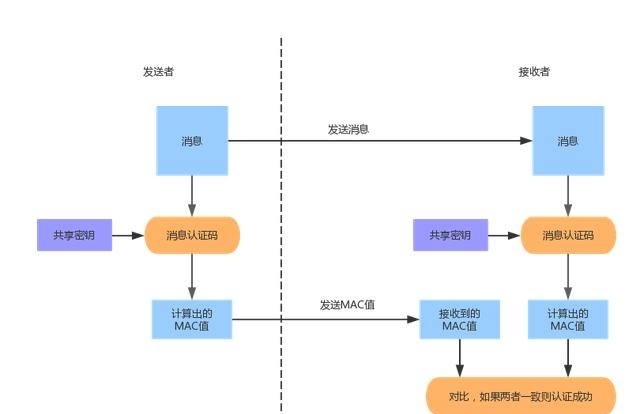 发送者
接收者
发送消息
消息
消息
共享密钥
消息认证码
共享密钥
消息认证码
发送MAC值
计算出的
MAC值
接收到的
MAC值
计算出的
MAC值
对比，如果两者一致则认证成功